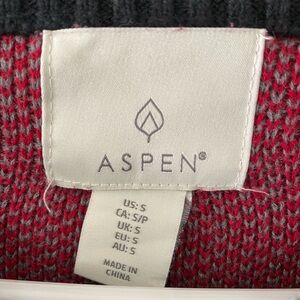 ASPEN®
US: S
CA: S/P
UK: S
EU: S
AU: S
MADE IN
CHINA